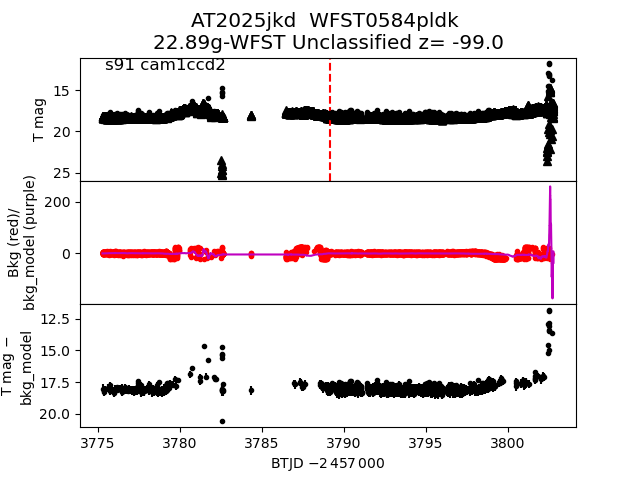 AT2025jkd  WFST0584pldk
22.89g-WFST Unclassified z= -99.0
s91 cam1ccd2
T mag
15
20
25
Bkg (red)/
bkg_model (purple)
200
0
T mag −
bkg_model
12.5
15.0
17.5
20.0
3775
3780
3785
3790
3795
3800
BTJD −2 457 000